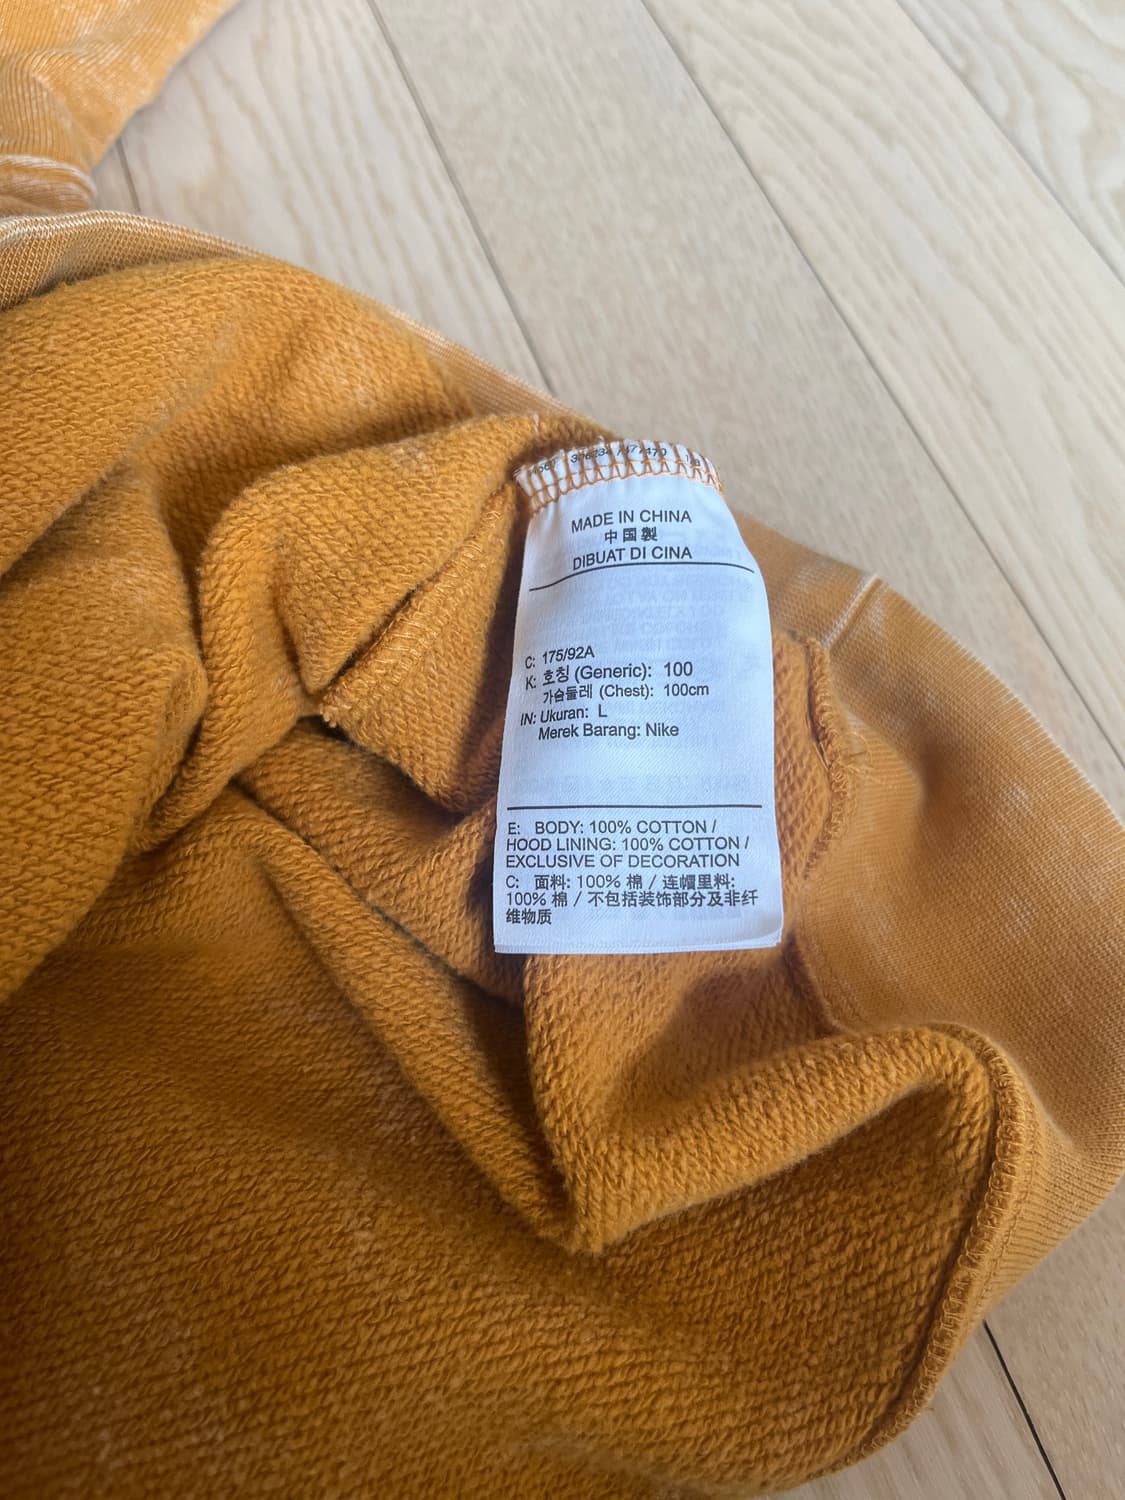 MADE IN CHINA
中国製
DIBUAT DI CINA
C: 175/92A
K: 호칭 (Generic): 100
가슴둘레 (Chest): 100cm
IN: Ukuran: L
Merek Barang: Nike
E: BODY: 100% COTTON /
HOOD LINING: 100% COTTON /
EXCLUSIVE OF DECORATION
C: 面料: 100% 棉 / 连帽里料:
100% 棉 / 不包括装饰部分及非纤
维物质